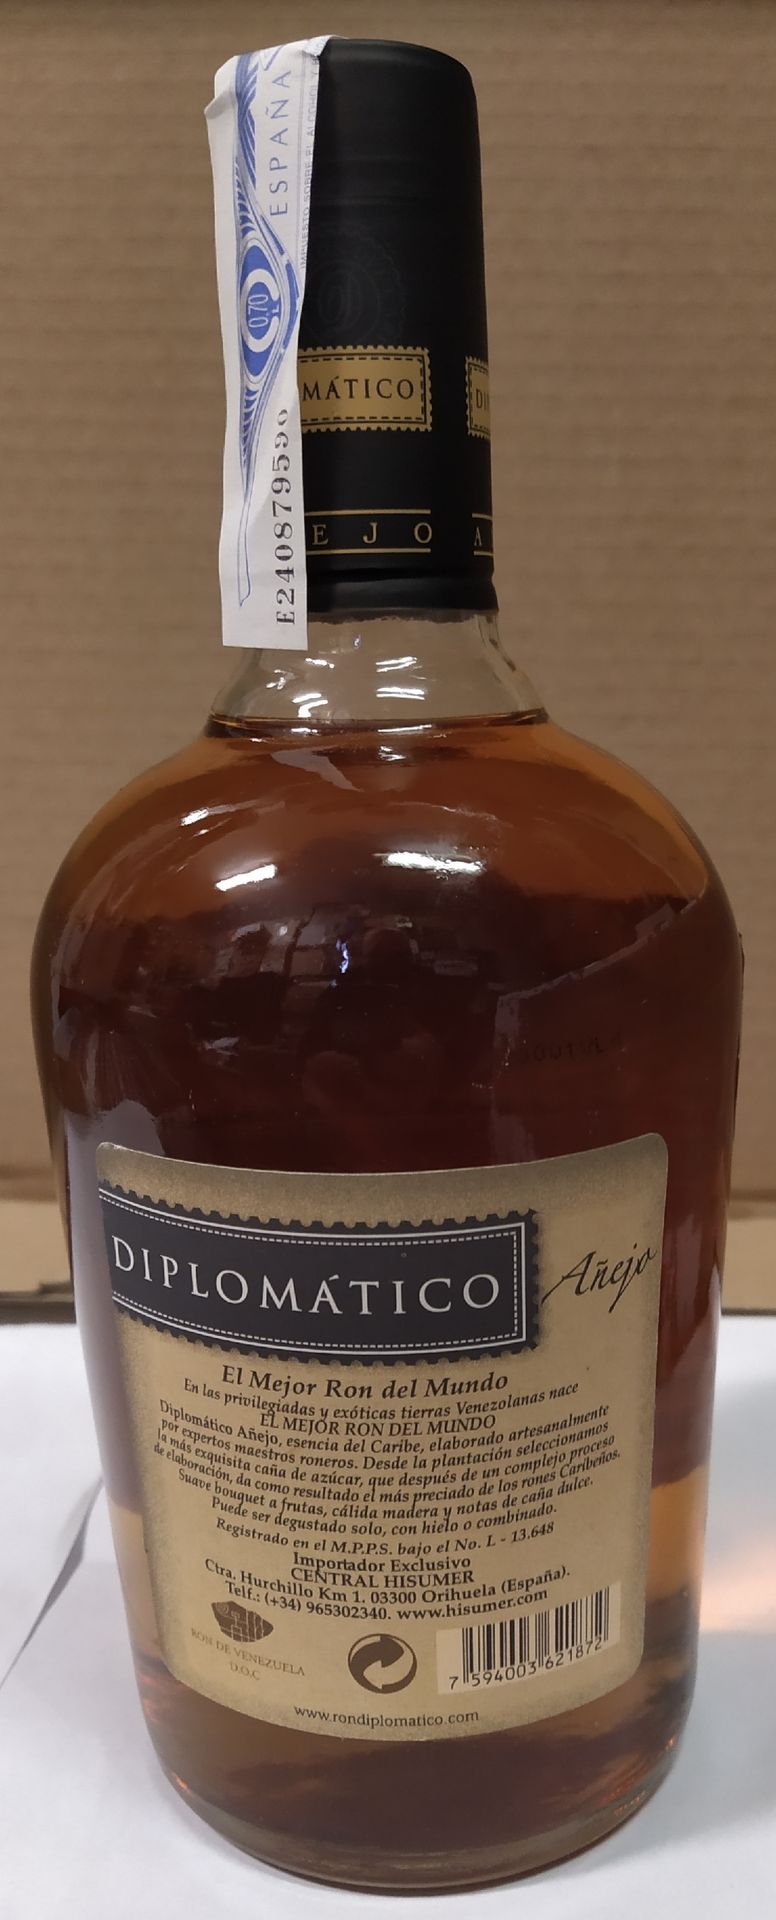 ESPAÑA
IMPUESTO SOBRE EL ALCOHOL Y
0,70
L
E240879596
MÁTICO
DI
E J O
A
DIPLOMÁTICO
Añejo
El Mejor Ron del Mundo
En las privilegiadas y exóticas tierras Venezolanas nace
EL MEJOR RON DEL MUNDO
Diplomático Añejo, esencia del Caribe, elaborado artesanalmente
por expertos maestros roneros. Desde la plantación seleccionamos
la más exquisita caña de azúcar, que después de un complejo proceso
de elaboración, da como resultado el más preciado de los rones Caribeños.
Suave bouquet a frutas, cálida madera y notas de caña dulce.
Puede ser degustado solo, con hielo o combinado.
Registrado en el M.P.P.S. bajo el No. L - 13.648
Importador Exclusivo
CENTRAL HISUMER
Ctra. Hurchillo Km 1. 03300 Orihuela (España).
Telf.: (+34) 965302340. www.hisumer.com
RON DE VENEZUELA
D.O.C
7 594003 621872
www.rondiplomatico.com